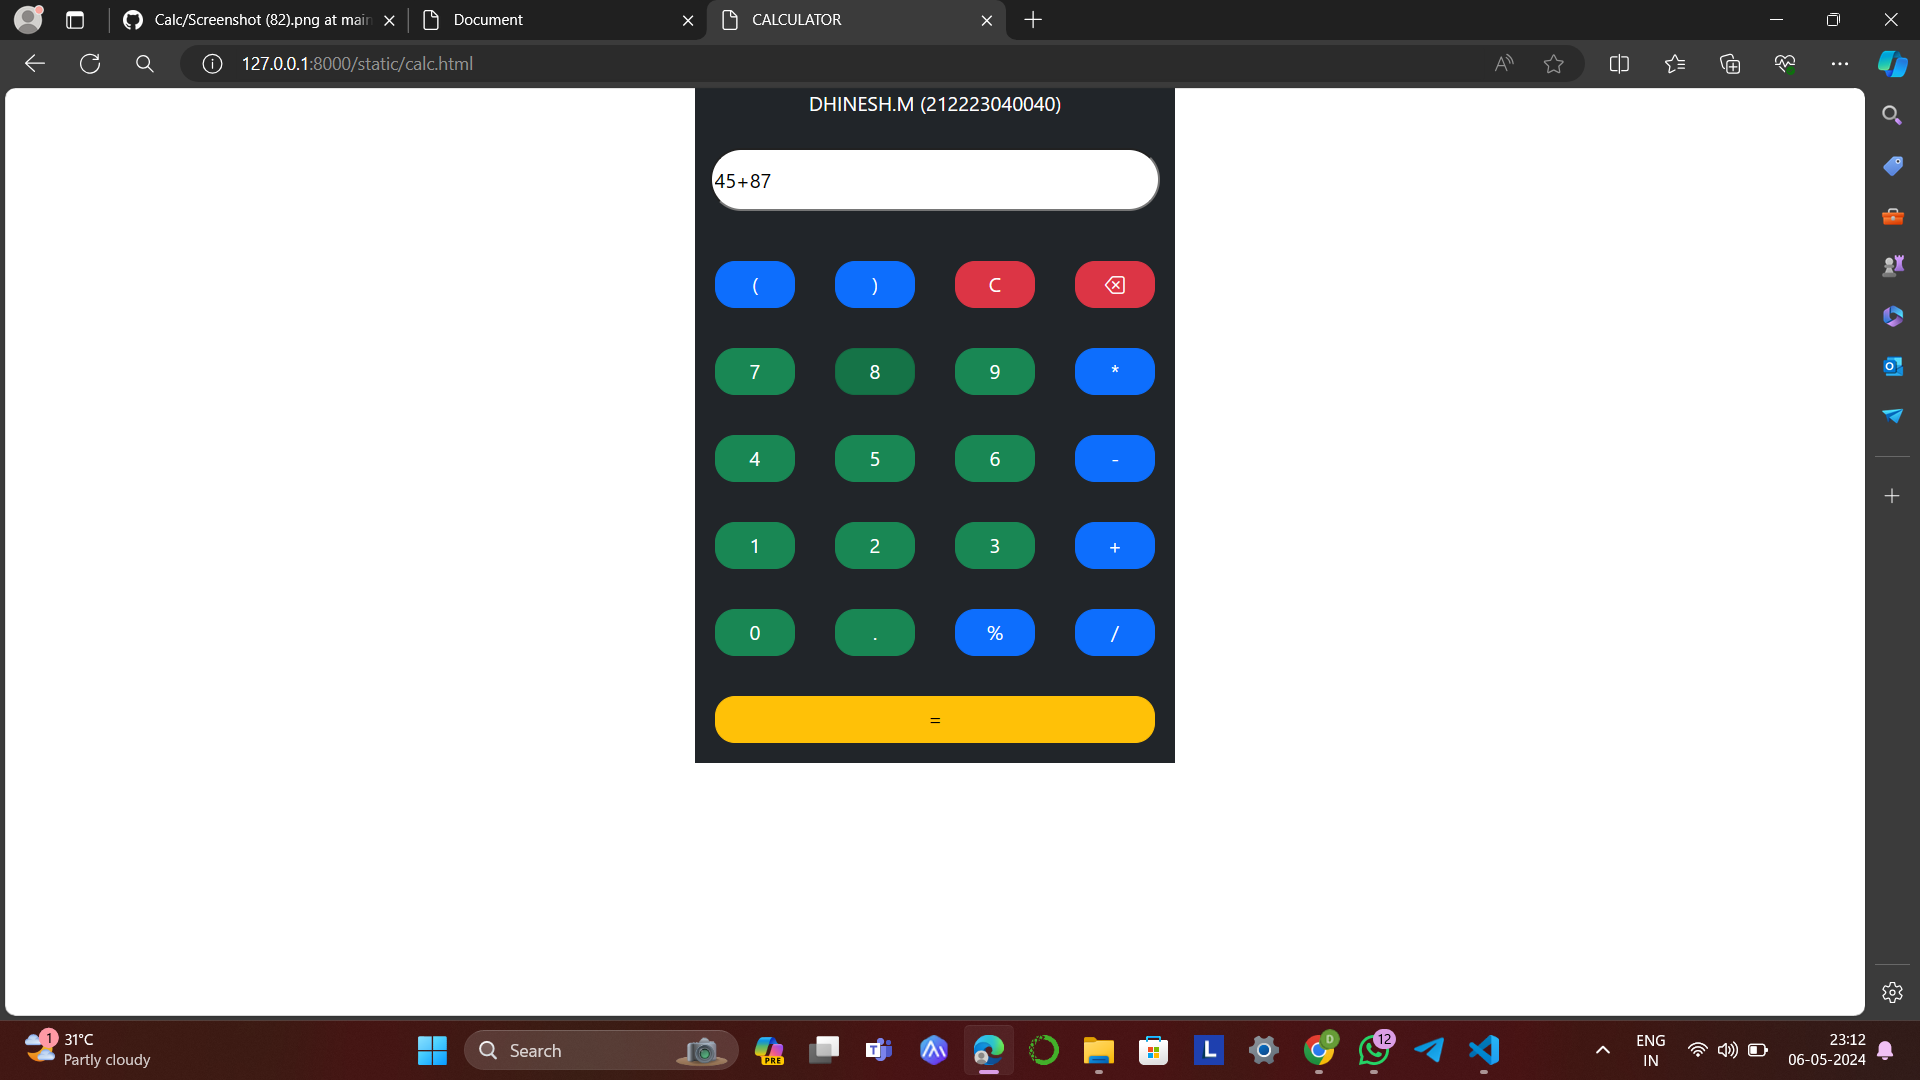 Calc/Screenshot (82).png at main
Document
CALCULATOR
127.0.0.1:8000/static/calc.html
DHINESH.M (212223040040)
45+87
( ) C
7 8 9 *
4 5 6 -
1 2 3 +
0 . % /
=
1
31°C
Partly cloudy
Search
PRE
L
D
12
ENG
IN
23:12
06-05-2024